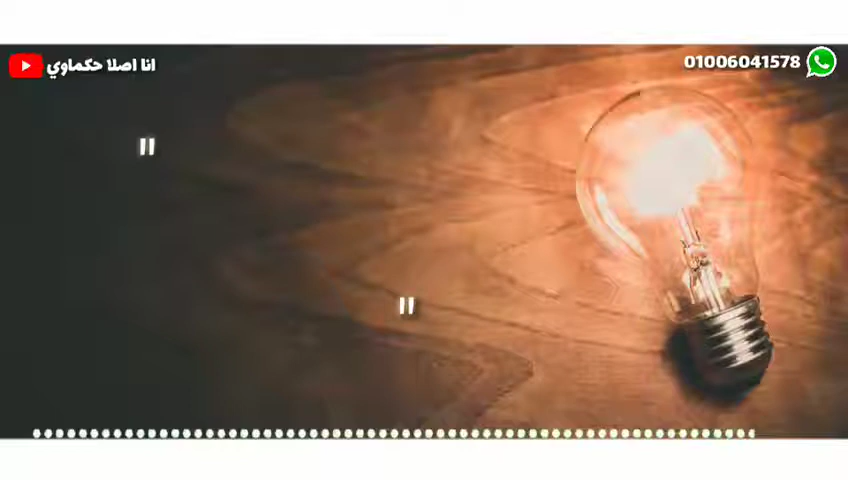 انا اصلا حكماوي
01006041578
"
"